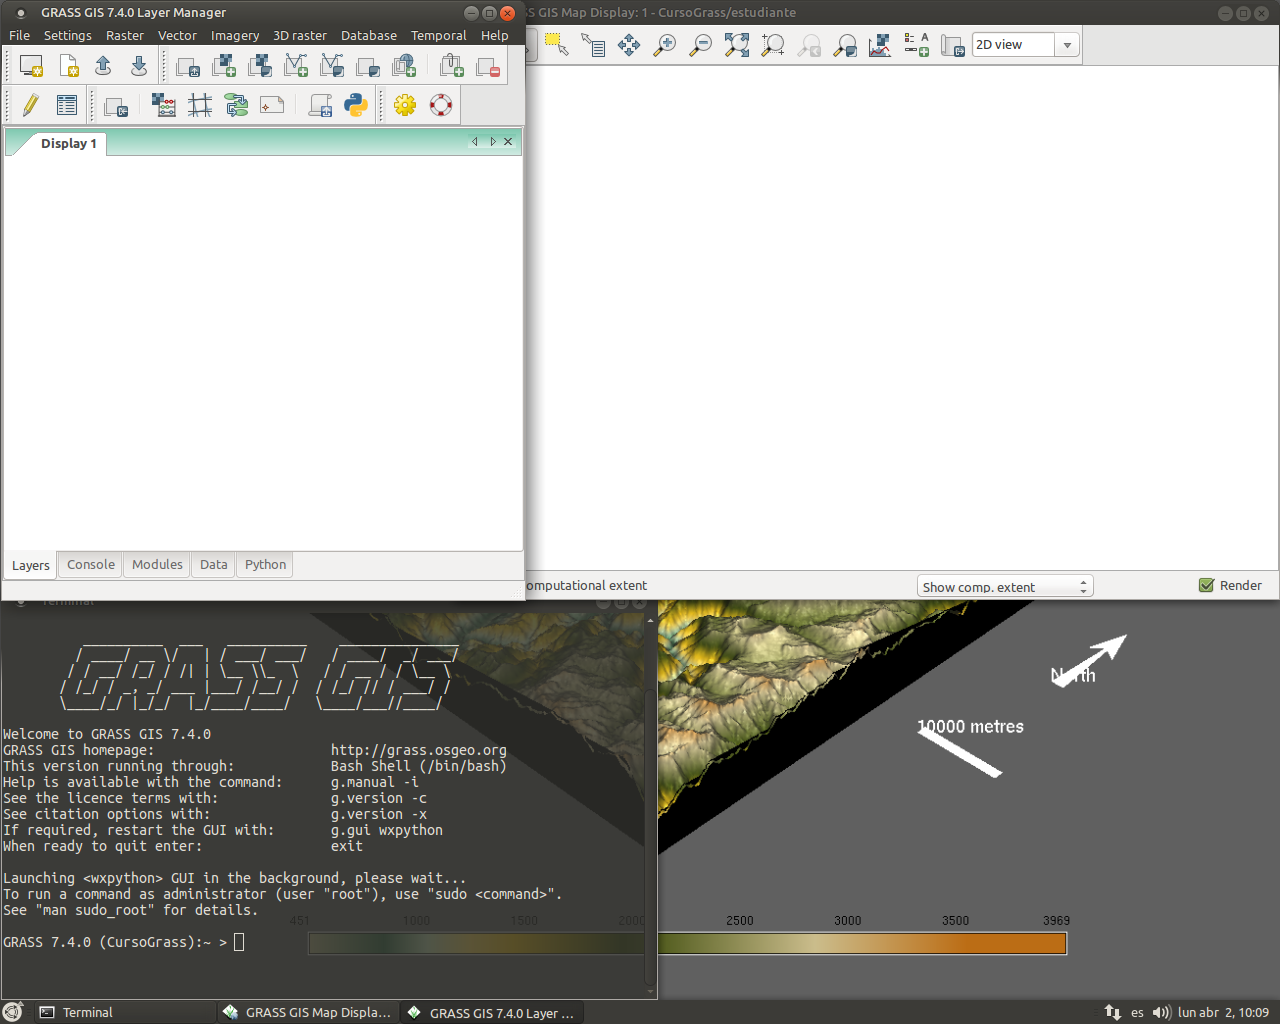 GRASS GIS 7.4.0 Layer Manager
File Settings Raster Vector Imagery 3D raster Database Temporal Help
Display 1
Layers Console Modules Data Python
GIS Map Display: 1 - CursoGrass/estudiante
2D view
computational extent
Show comp. extent
Render
Terminal
Welcome to GRASS GIS 7.4.0
GRASS GIS homepage: http://grass.osgeo.org
This version running through: Bash Shell (/bin/bash)
Help is available with the command: g.manual -i
See the licence terms with: g.version -c
See citation options with: g.version -x
If required, restart the GUI with: g.gui wxpython
When ready to quit enter: exit
Launching <wxpython> GUI in the background, please wait...
To run a command as administrator (user "root"), use "sudo <command>".
See "man sudo_root" for details.
GRASS 7.4.0 (CursoGrass):~ >
North
10000 metres
451 1000 1500 2000 2500 3000 3500 3969
Terminal
GRASS GIS Map Displa...
GRASS GIS 7.4.0 Layer ...
es
lun abr 2, 10:09